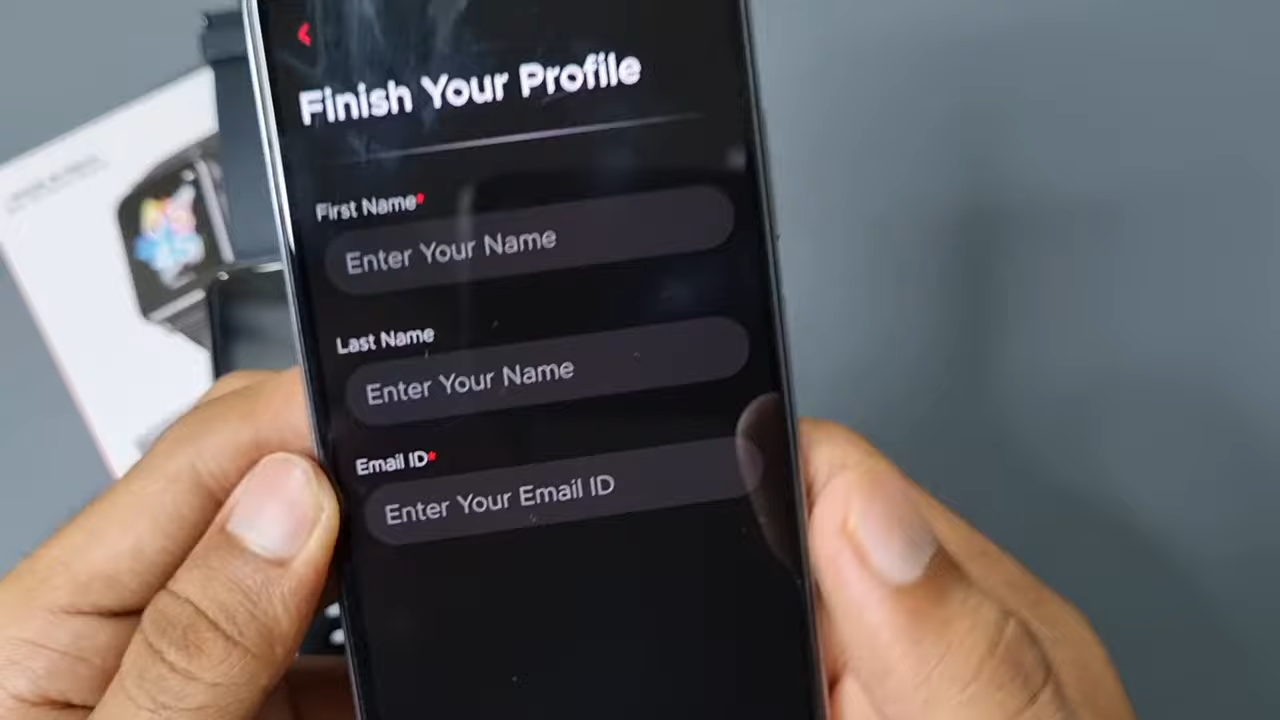 Finish Your Profile
First Name*
Enter Your Name
Last Name
Enter Your Name
Email ID*
Enter Your Email ID